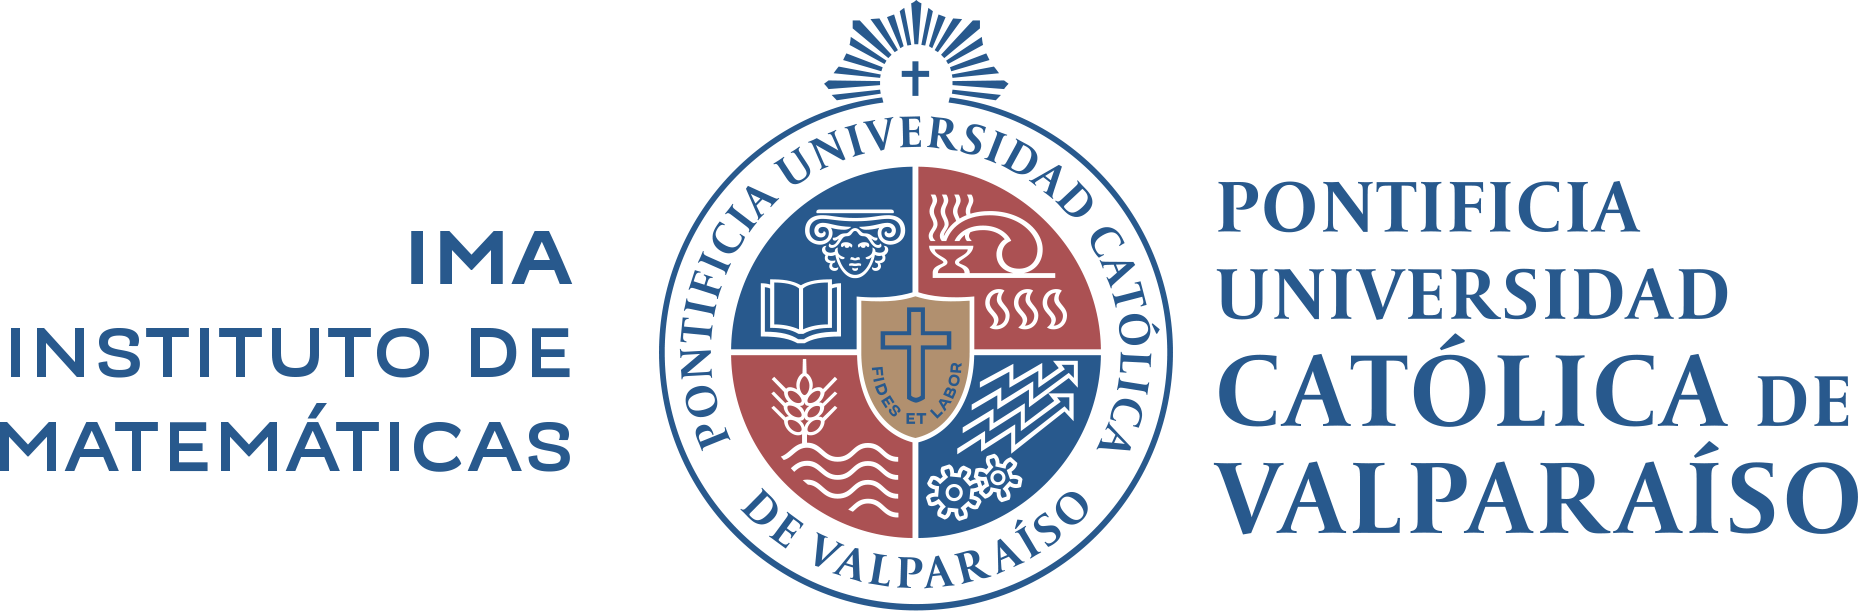 IMA
INSTITUTO DE
MATEMÁTICAS
PONTIFICIA UNIVERSIDAD CATÓLICA
DE VALPARAÍSO
FIDES ET LABOR
PONTIFICIA
UNIVERSIDAD
CATÓLICA DE
VALPARAÍSO